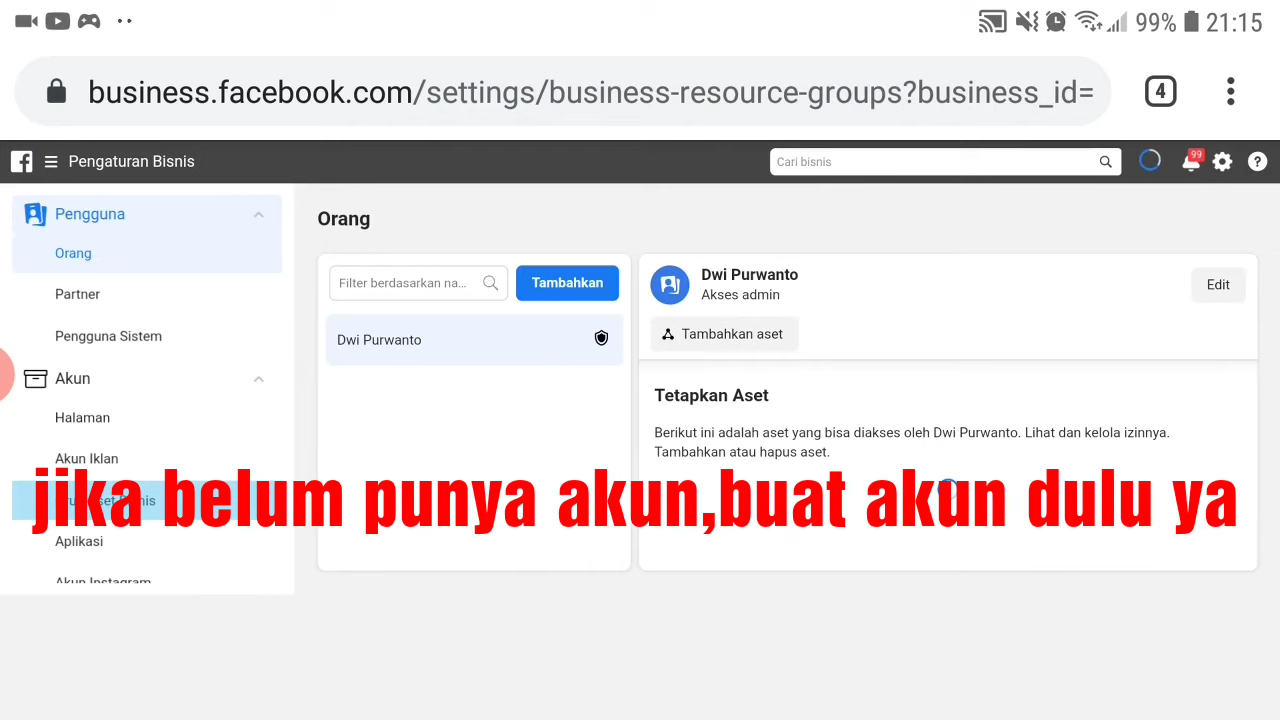 99% 21:15
business.facebook.com/settings/business-resource-groups?business_id=
4
Pengaturan Bisnis
Cari bisnis
99
?
Pengguna
Orang
Partner
Pengguna Sistem
Akun
Halaman
Akun Iklan
Aplikasi
Akun Instagram
Orang
Filter berdasarkan na...
Tambahkan
Dwi Purwanto
Dwi Purwanto
Akses admin
Edit
Tambahkan aset
Tetapkan Aset
Berikut ini adalah aset yang bisa diakses oleh Dwi Purwanto. Lihat dan kelola izinnya.
Tambahkan atau hapus aset.
jika belum punya akun,buat akun dulu ya